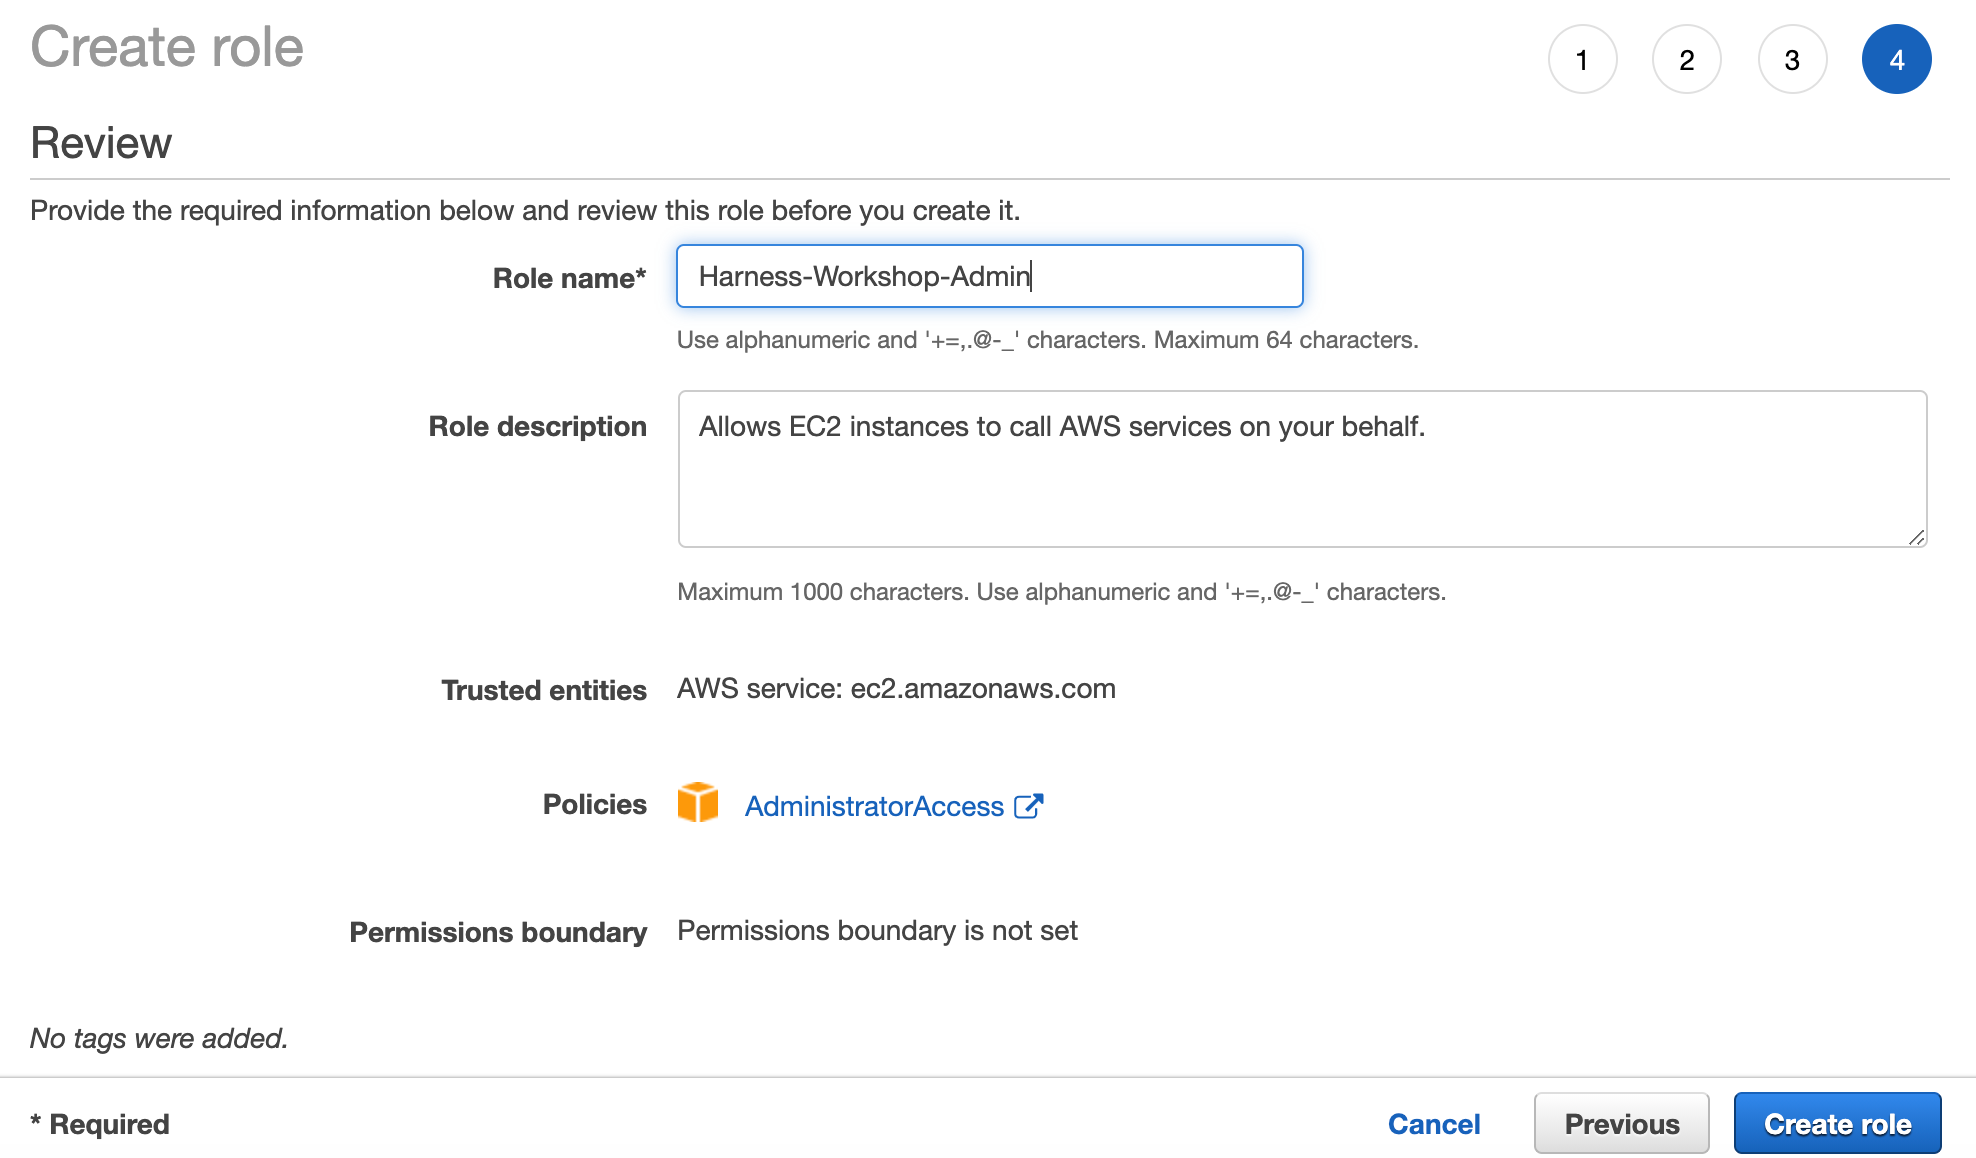 Create role
1 2 3 4
Review
Provide the required information below and review this role before you create it.
Role name* Harness-Workshop-Admin
Use alphanumeric and '+=,.@-_' characters. Maximum 64 characters.
Role description Allows EC2 instances to call AWS services on your behalf.
Maximum 1000 characters. Use alphanumeric and '+=,.@-_' characters.
Trusted entities AWS service: ec2.amazonaws.com
Policies AdministratorAccess
Permissions boundary Permissions boundary is not set
No tags were added.
* Required Cancel Previous Create role